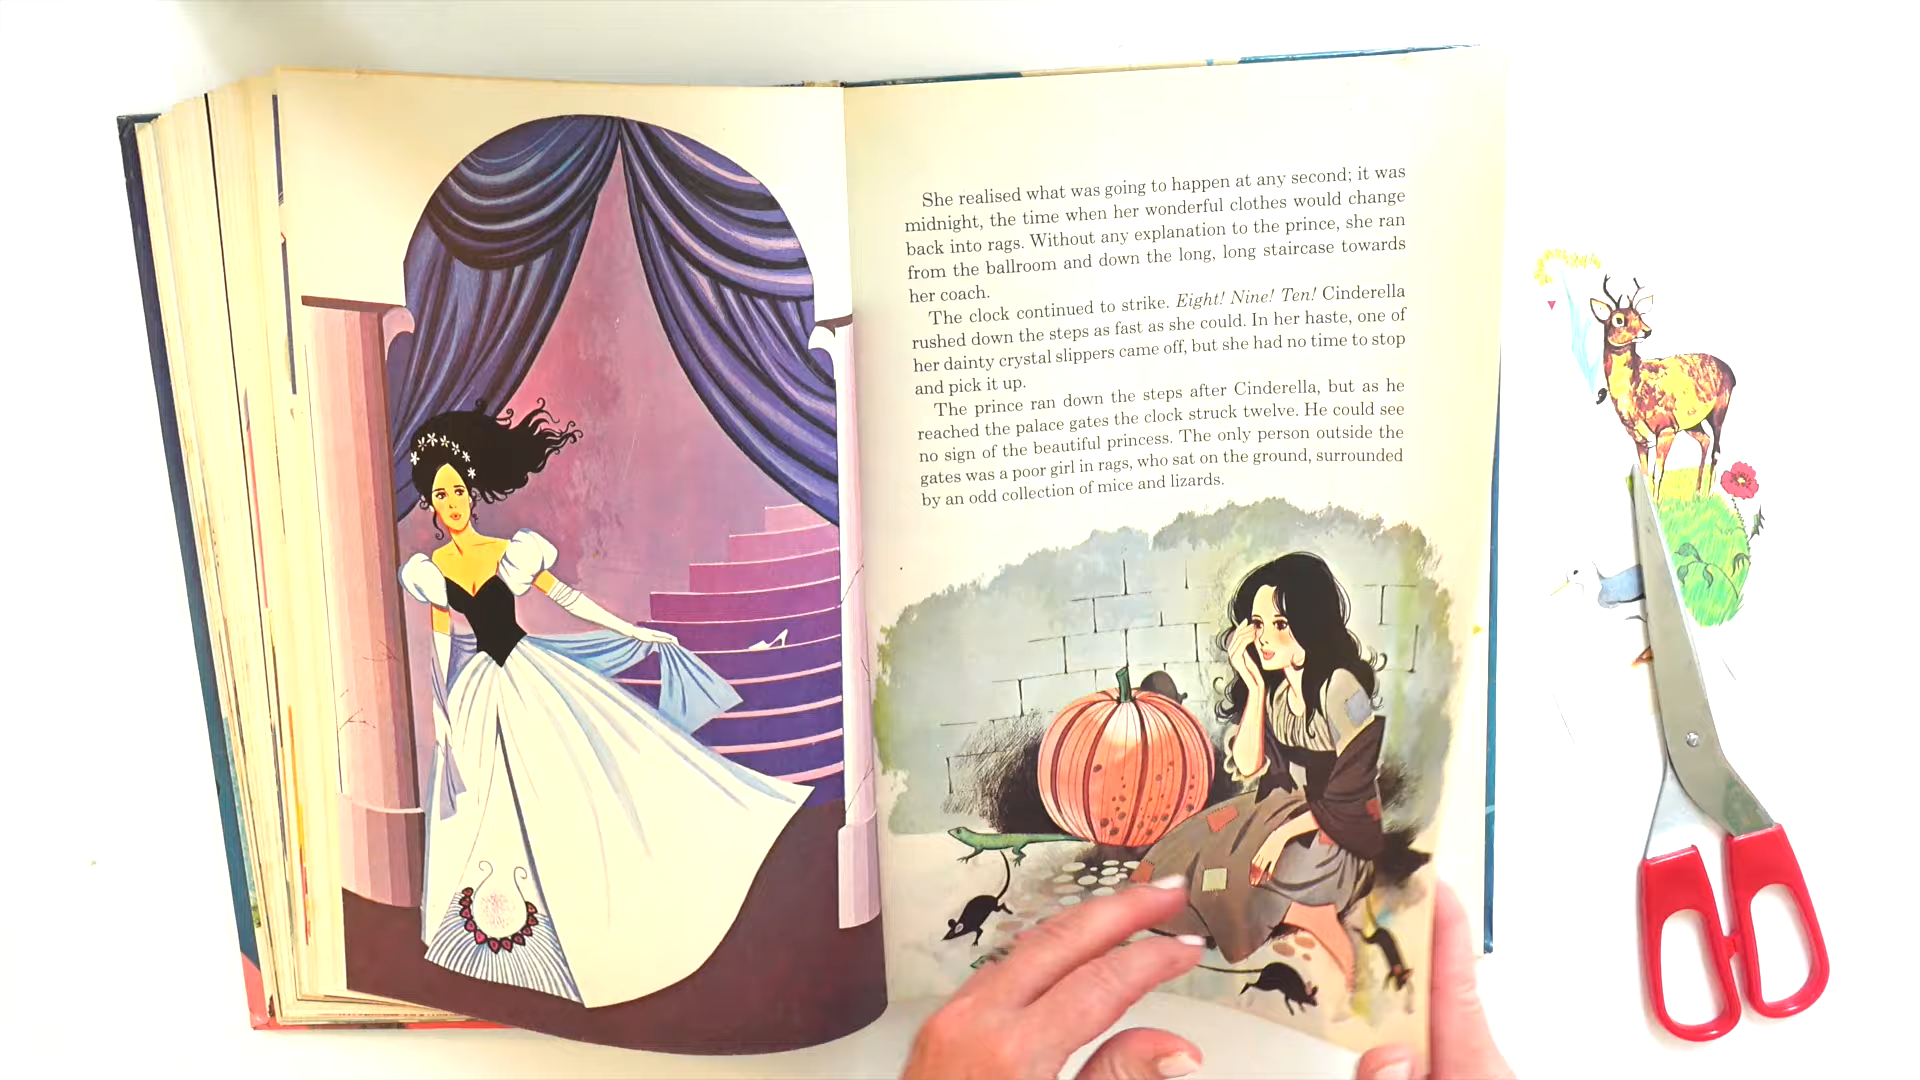 She realised what was going to happen at any second; it was
midnight, the time when her wonderful clothes would change
back into rags. Without any explanation to the prince, she ran
from the ballroom and down the long, long staircase towards
her coach.
The clock continued to strike. Eight! Nine! Ten! Cinderella
rushed down the steps as fast as she could. In her haste, one of
her dainty crystal slippers came off, but she had no time to stop
and pick it up.
The prince ran down the steps after Cinderella, but as he
reached the palace gates the clock struck twelve. He could see
no sign of the beautiful princess. The only person outside the
gates was a poor girl in rags, who sat on the ground, surrounded
by an odd collection of mice and lizards.